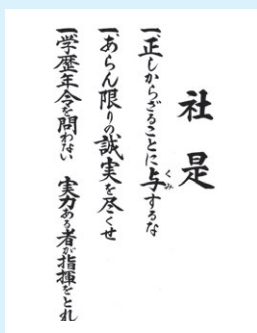 社是
一、正しからざることに与するな
くみ
一、あらん限りの誠実を尽くせ
一、学歴年令を問わない 実力ある者が指揮をとれ